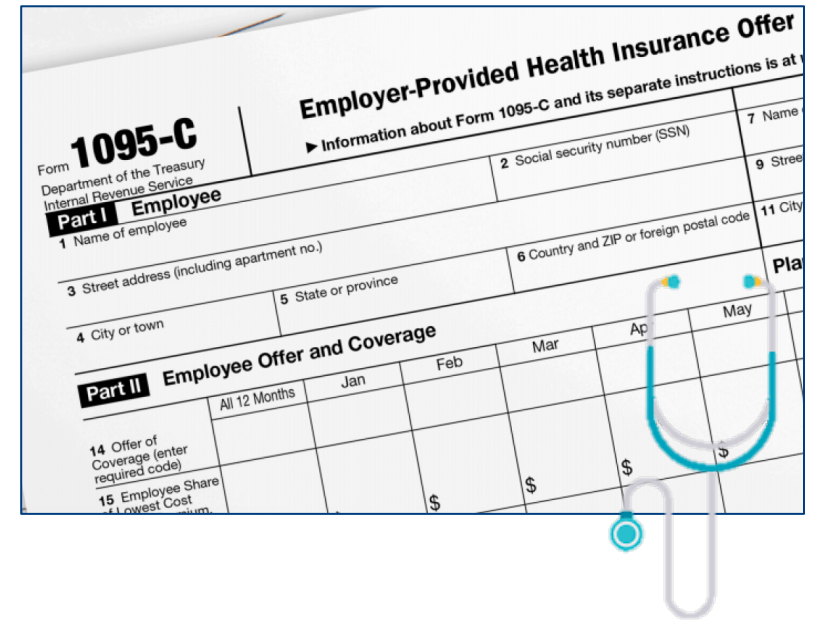 Form 1095-C
Department of the Treasury
Internal Revenue Service
Employer-Provided Health Insurance Offer
▶ Information about Form 1095-C and its separate instructions is at
Part I Employee
1 Name of employee
2 Social security number (SSN)
7 Name
3 Street address (including apartment no.)
9 Stree
4 City or town
5 State or province
6 Country and ZIP or foreign postal code
11 City
Part II Employee Offer and Coverage
Pla
All 12 Months
Jan
Feb
Mar
Ap
May
14 Offer of
Coverage (enter
required code)
15 Employee Share
of Lowest Cost
$
$
$
$